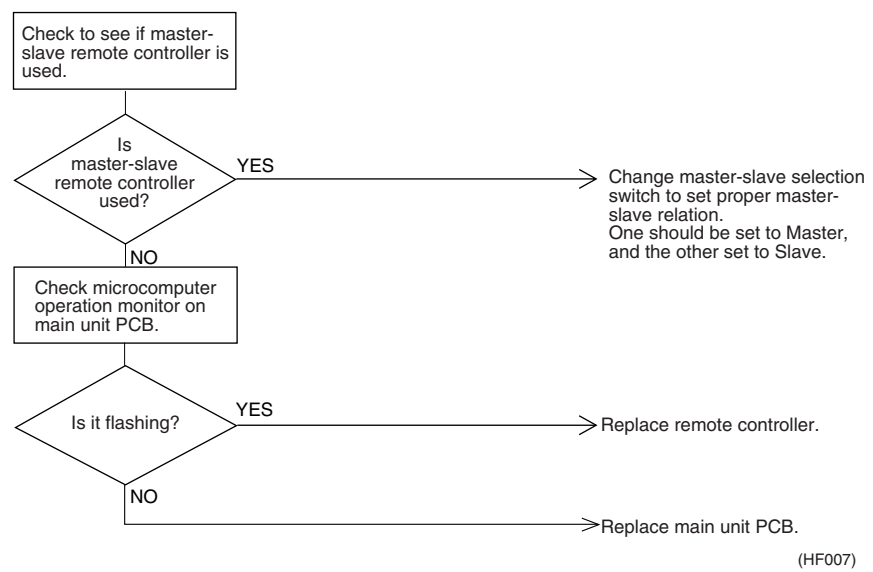 Check to see if master-
slave remote controller is
used.
Is
master-slave
remote controller
used?
YES
Change master-slave selection
switch to set proper master-
slave relation.
One should be set to Master,
and the other set to Slave.
NO
Check microcomputer
operation monitor on
main unit PCB.
Is it flashing?
YES
Replace remote controller.
NO
Replace main unit PCB.
(HF007)